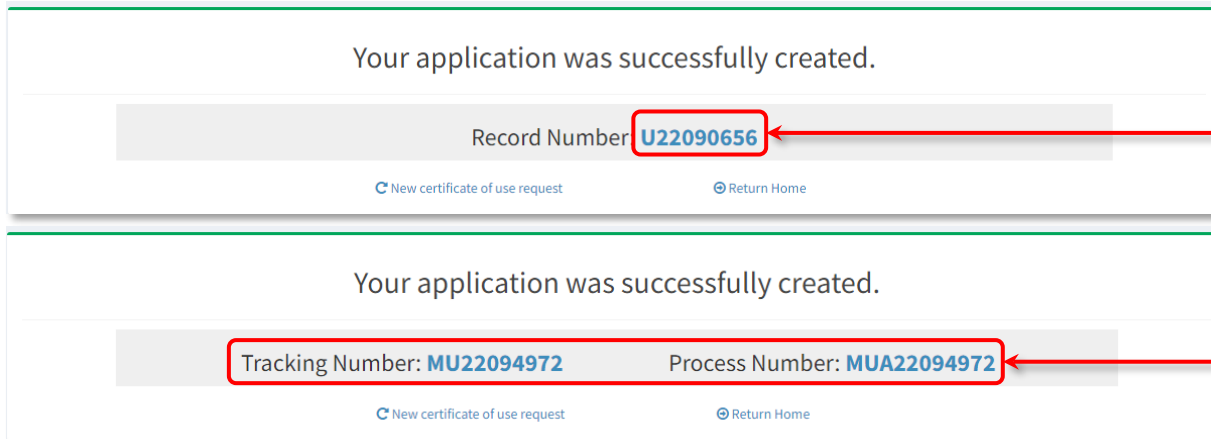 Your application was successfully created.
Record Number: U22090656
New certificate of use request Return Home
Your application was successfully created.
Tracking Number: MU22094972 Process Number: MUA22094972
New certificate of use request Return Home